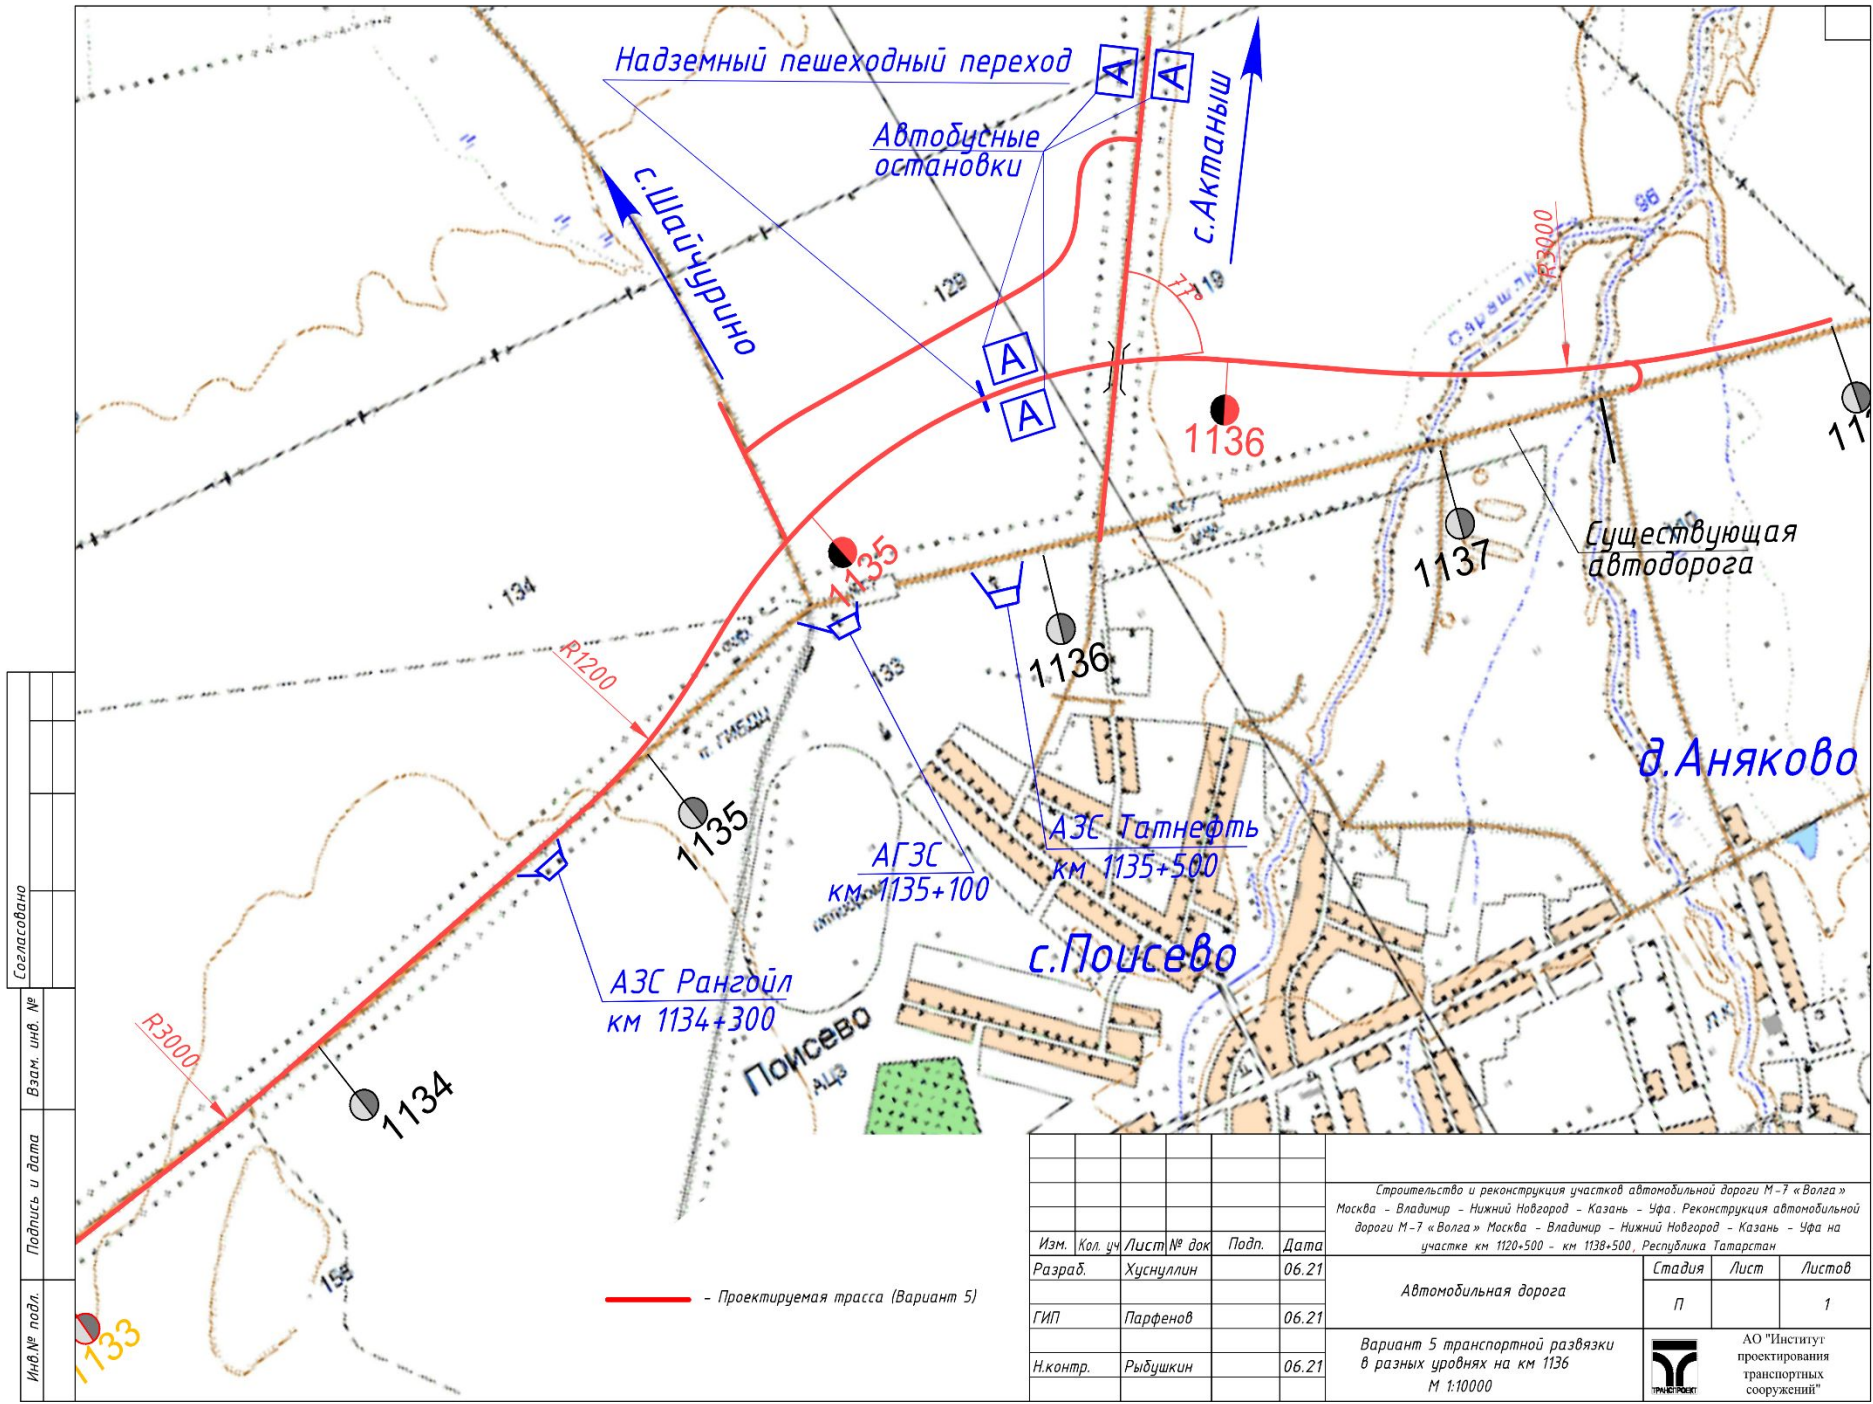 Надземный пешеходный переход
А
А
Автобусные
остановки
с.Актаныш
с.Шайчурино
129
119
77°
96
R3000
А
А
1136
1135
134
1137
Существующая
автодорога
133
1136
R1200
п. ГИБДД
1135
д.Аняково
АЗС Татнефть
км 1135+500
АГЗС
км 1135+100
с.Поисево
АЗС Рангойл
км 1134+300
Поисево
АЦЗ
R3000
1134
158
1133
Согласовано
Взам. инв. №
Подпись и дата
Инв.№ подл.
- Проектируемая трасса (Вариант 5)
Строительство и реконструкция участков автомобильной дороги М-7 «Волга»
Москва - Владимир - Нижний Новгород - Казань - Уфа. Реконструкция автомобильной
дороги М-7 «Волга» Москва - Владимир - Нижний Новгород - Казань - Уфа на
участке км 1120+500 - км 1138+500, Республика Татарстан
Изм. Кол. уч Лист № док Подп. Дата
Разраб. Хуснуллин 06.21
ГИП Парфенов 06.21
Н.контр. Рыбушкин 06.21
Автомобильная дорога
Стадия Лист Листов
П 1
Вариант 5 транспортной развязки
в разных уровнях на км 1136
М 1:10000
ТРАНСПРОЕКТ
АО "Институт
проектирования
транспортных
сооружений"